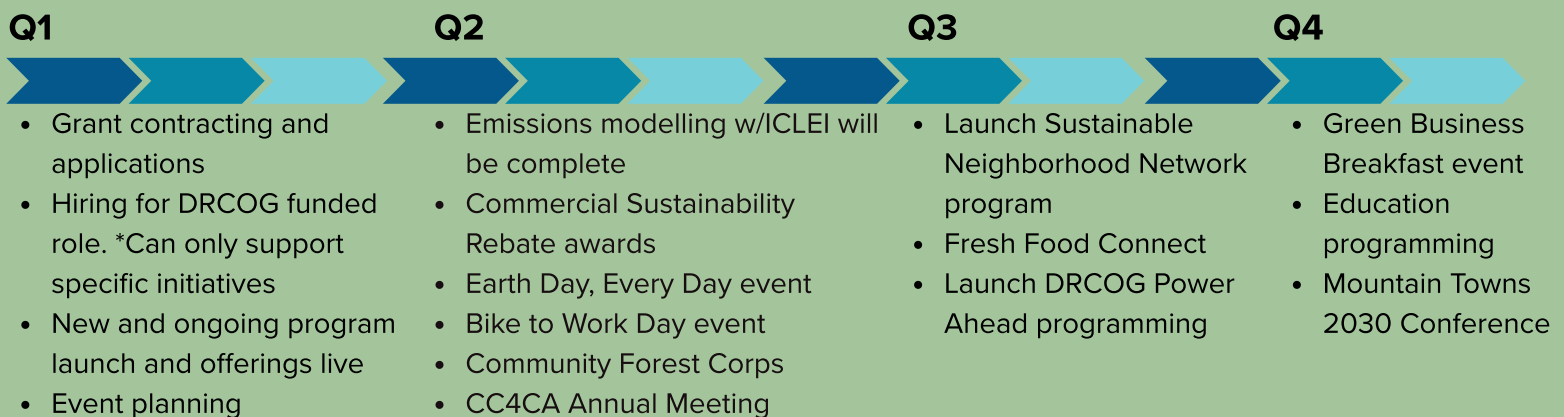 Q1
• Grant contracting and
applications
• Hiring for DRCOG funded
role. *Can only support
specific initiatives
• New and ongoing program
launch and offerings live
• Event planning
Q2
• Emissions modelling w/ICLEI will
be complete
• Commercial Sustainability
Rebate awards
• Earth Day, Every Day event
• Bike to Work Day event
• Community Forest Corps
• CC4CA Annual Meeting
Q3
• Launch Sustainable
Neighborhood Network
program
• Fresh Food Connect
• Launch DRCOG Power
Ahead programming
Q4
• Green Business
Breakfast event
• Education
programming
• Mountain Towns
2030 Conference